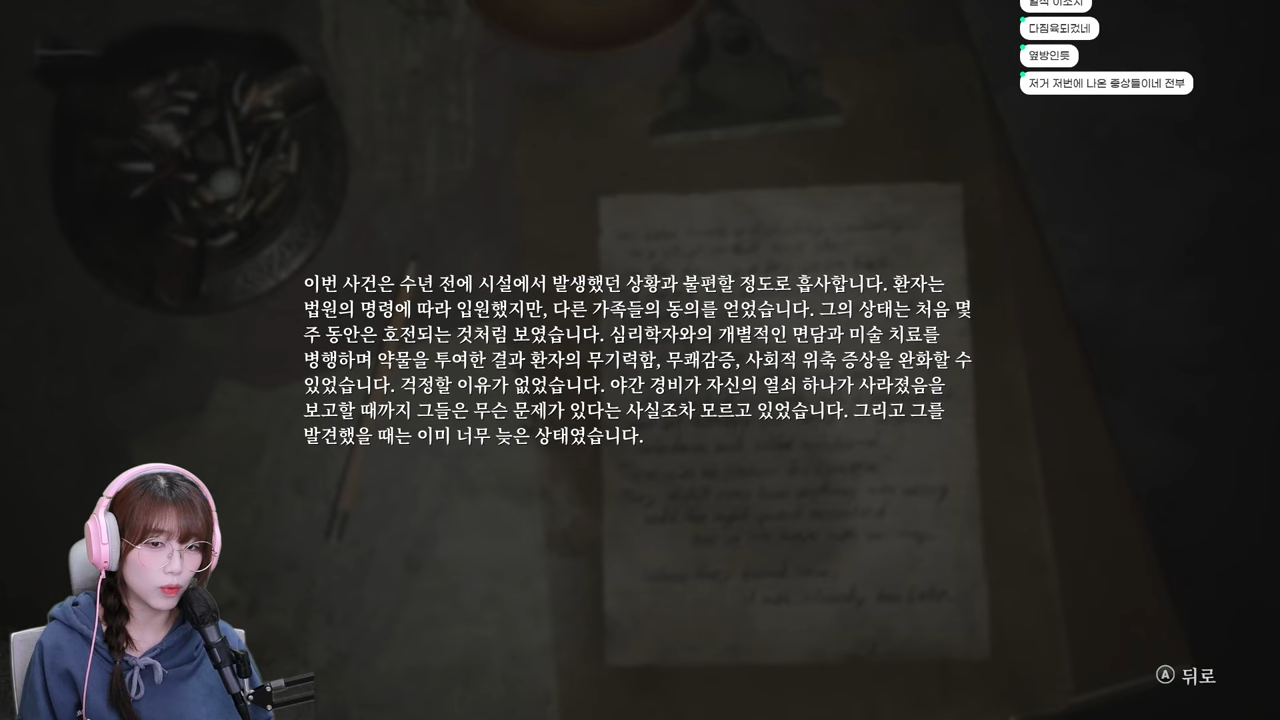 다짐육되겄네
옆방인듯
저거 저번에 나온 증상들이네 전부
이번 사건은 수년 전에 시설에서 발생했던 상황과 불편할 정도로 흡사합니다. 환자는
법원의 명령에 따라 입원했지만, 다른 가족들의 동의를 얻었습니다. 그의 상태는 처음 몇
주 동안은 호전되는 것처럼 보였습니다. 심리학자와의 개별적인 면담과 미술 치료를
병행하며 약물을 투여한 결과 환자의 무기력함, 무쾌감증, 사회적 위축 증상을 완화할 수
있었습니다. 걱정할 이유가 없었습니다. 야간 경비가 자신의 열쇠 하나가 사라졌음을
보고할 때까지 그들은 무슨 문제가 있다는 사실조차 모르고 있었습니다. 그리고 그를
발견했을 때는 이미 너무 늦은 상태였습니다.
A 뒤로